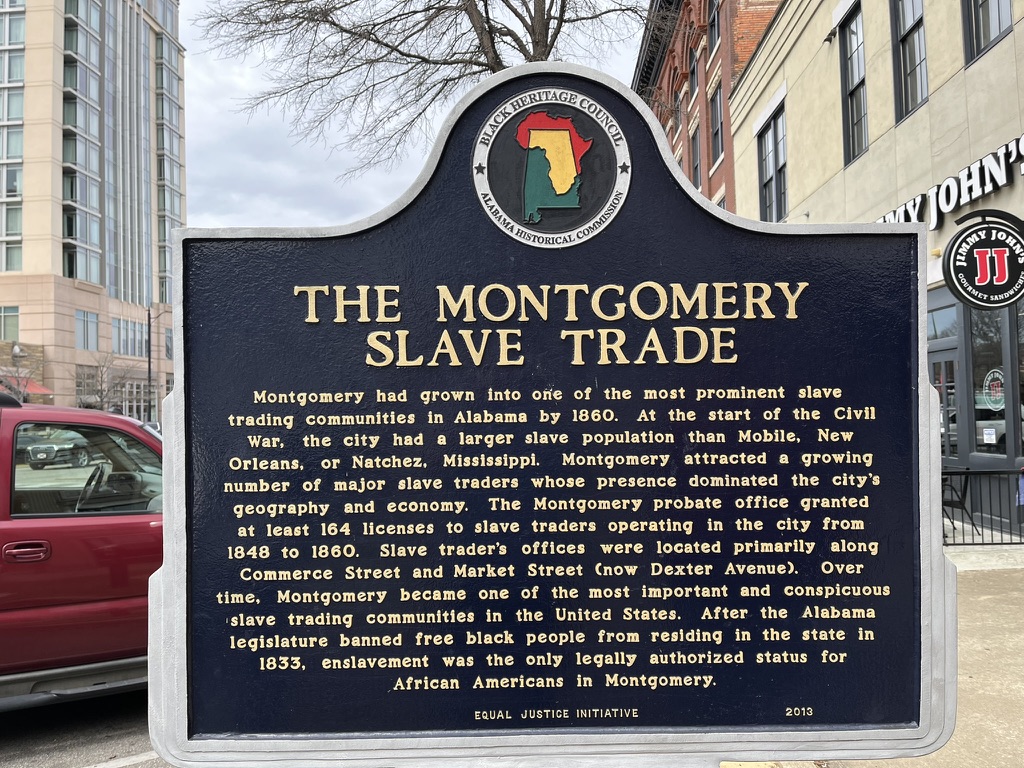 BLACK HERITAGE COUNCIL
ALABAMA HISTORICAL COMMISSION
THE MONTGOMERY
SLAVE TRADE
Montgomery had grown into one of the most prominent slave
trading communities in Alabama by 1860. At the start of the Civil
War, the city had a larger slave population than Mobile, New
Orleans, or Natchez, Mississippi. Montgomery attracted a growing
number of major slave traders whose presence dominated the city's
geography and economy. The Montgomery probate office granted
at least 164 licenses to slave traders operating in the city from
1848 to 1860. Slave trader's offices were located primarily along
Commerce Street and Market Street (now Dexter Avenue). Over
time, Montgomery became one of the most important and conspicuous
slave trading communities in the United States. After the Alabama
legislature banned free black people from residing in the state in
1833, enslavement was the only legally authorized status for
African Americans in Montgomery.
EQUAL JUSTICE INITIATIVE 2013
MY JOHN'S
JIMMY JOHN'S
JJ
GOURMET SANDWICHES